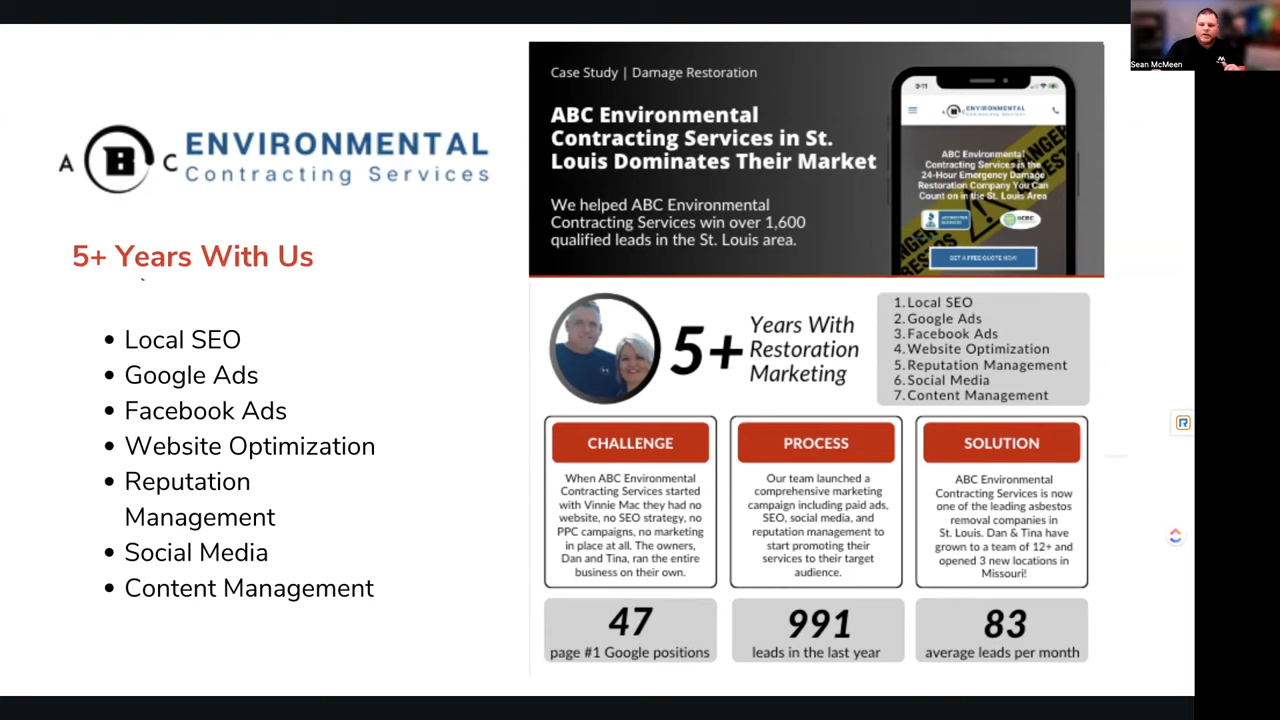 Sean McMeen
A B C ENVIRONMENTAL
Contracting Services
5+ Years With Us
Local SEO
Google Ads
Facebook Ads
Website Optimization
Reputation
Management
Social Media
Content Management
Case Study | Damage Restoration
ABC Environmental
Contracting Services in St.
Louis Dominates Their Market
We helped ABC Environmental
Contracting Services win over 1,600
qualified leads in the St. Louis area.
9:11
A B C ENVIRONMENTAL
Contracting Services
ABC Environmental
Contracting Services is the
24-Hour Emergency Damage
Restoration Company You Can
Count on in the St. Louis Area
GET A FREE QUOTE NOW!
5+
Years With
Restoration
Marketing
1. Local SEO
2. Google Ads
3. Facebook Ads
4. Website Optimization
5. Reputation Management
6. Social Media
7. Content Management
CHALLENGE
When ABC Environmental
Contracting Services started
with Vinnie Mac they had no
website, no SEO strategy, no
PPC campaigns, no marketing
in place at all. The owners,
Dan and Tina, ran the entire
business on their own.
PROCESS
Our team launched a
comprehensive marketing
campaign including paid ads,
SEO, social media, and
reputation management to
start promoting their
services to their target
audience.
SOLUTION
ABC Environmental
Contracting Services is now
one of the leading asbestos
removal companies in
St. Louis. Dan & Tina have
grown to a team of 12+ and
opened 3 new locations in
Missouri!
47
page #1 Google positions
991
leads in the last year
83
average leads per month